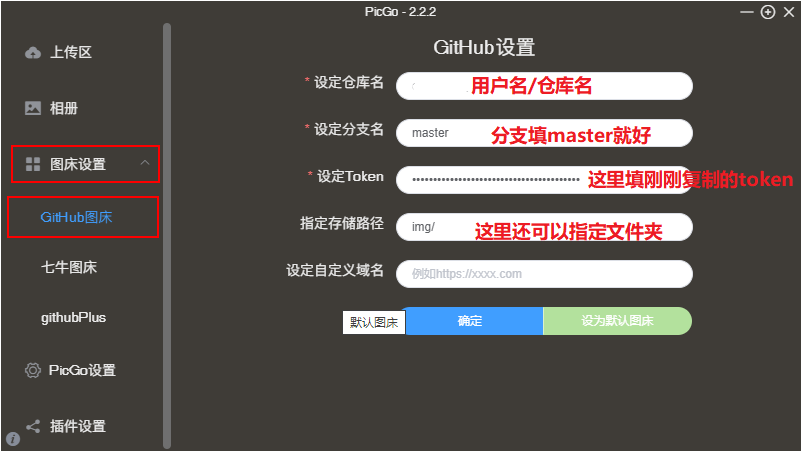 PicGo - 2.2.2
上传区
相册
图床设置
GitHub图床
七牛图床
githubPlus
PicGo设置
插件设置
GitHub设置
* 设定仓库名 用户名/仓库名
* 设定分支名 master 分支填master就好
* 设定Token 这里填刚刚复制的token
指定存储路径 img/ 这里还可以指定文件夹
设定自定义域名 例如https://xxxx.com
默认图床 确定 设为默认图床